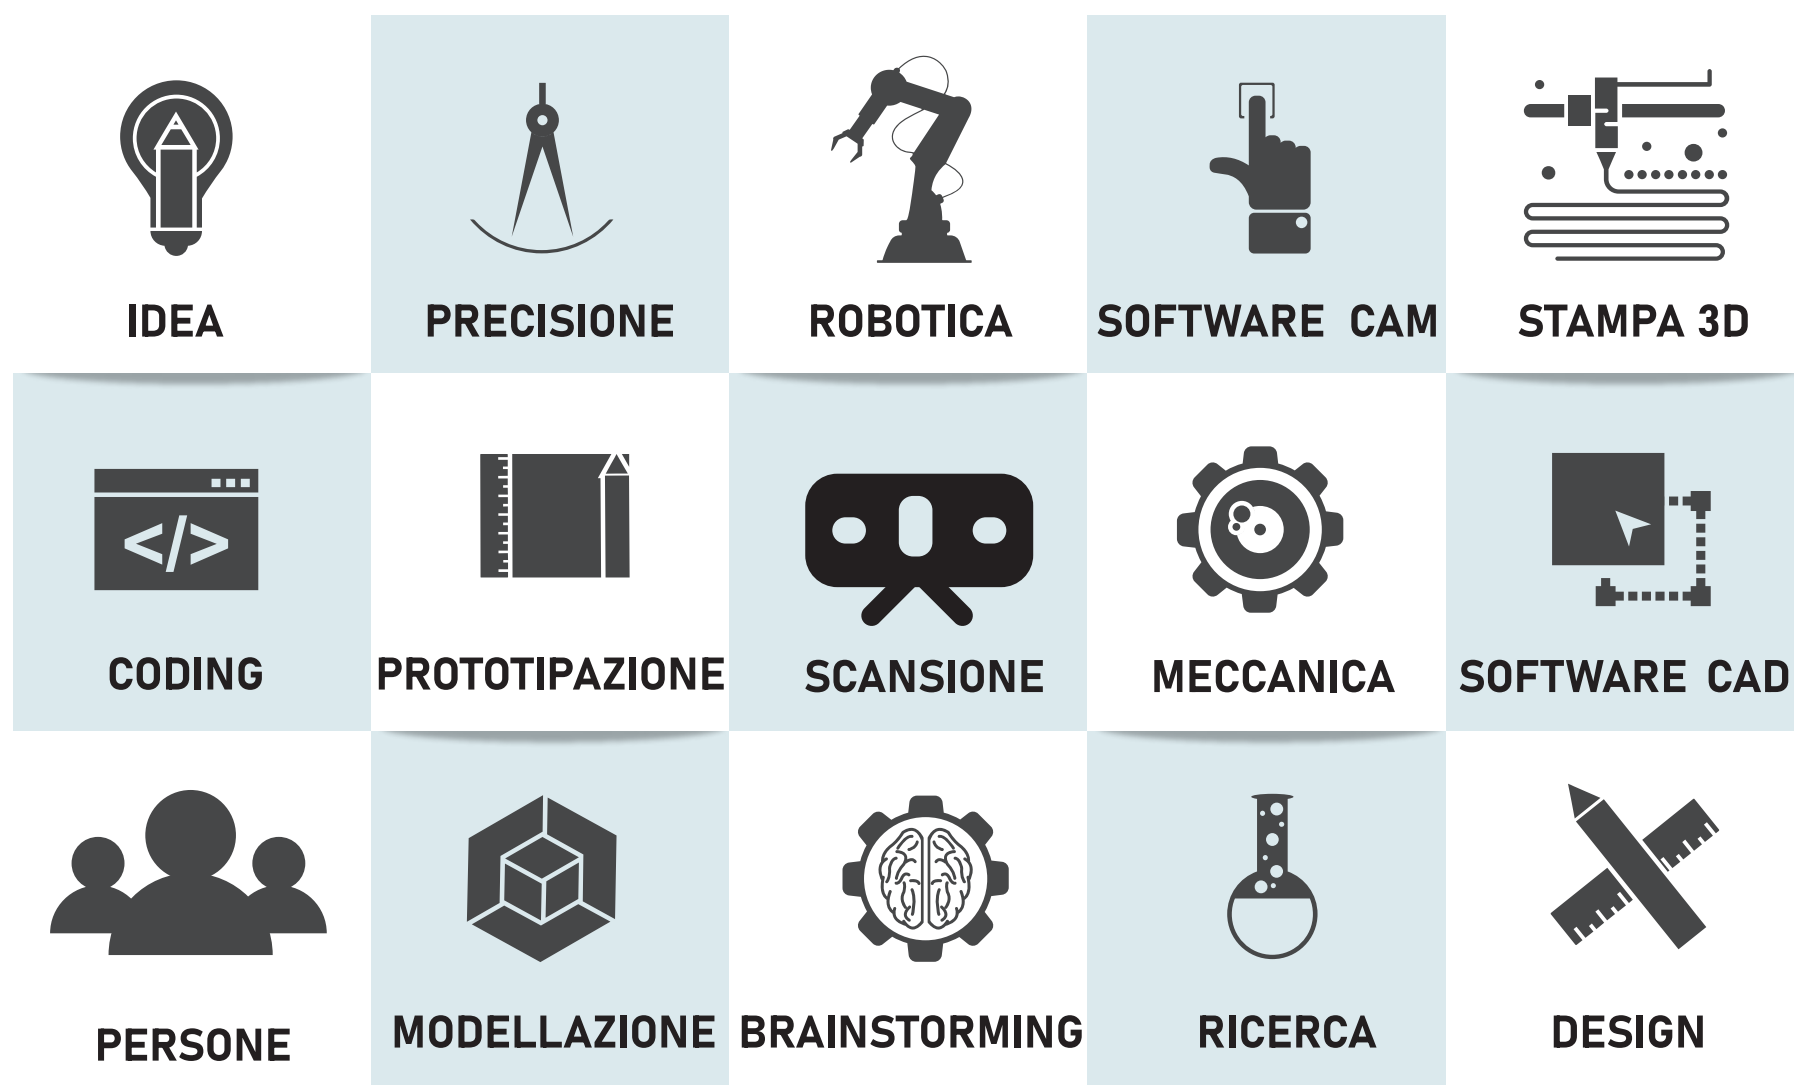 IDEA
PRECISIONE
ROBOTICA
SOFTWARE CAM
STAMPA 3D
</>
CODING
PROTOTIPAZIONE
SCANSIONE
MECCANICA
SOFTWARE CAD
PERSONE
MODELLAZIONE
BRAINSTORMING
RICERCA
DESIGN